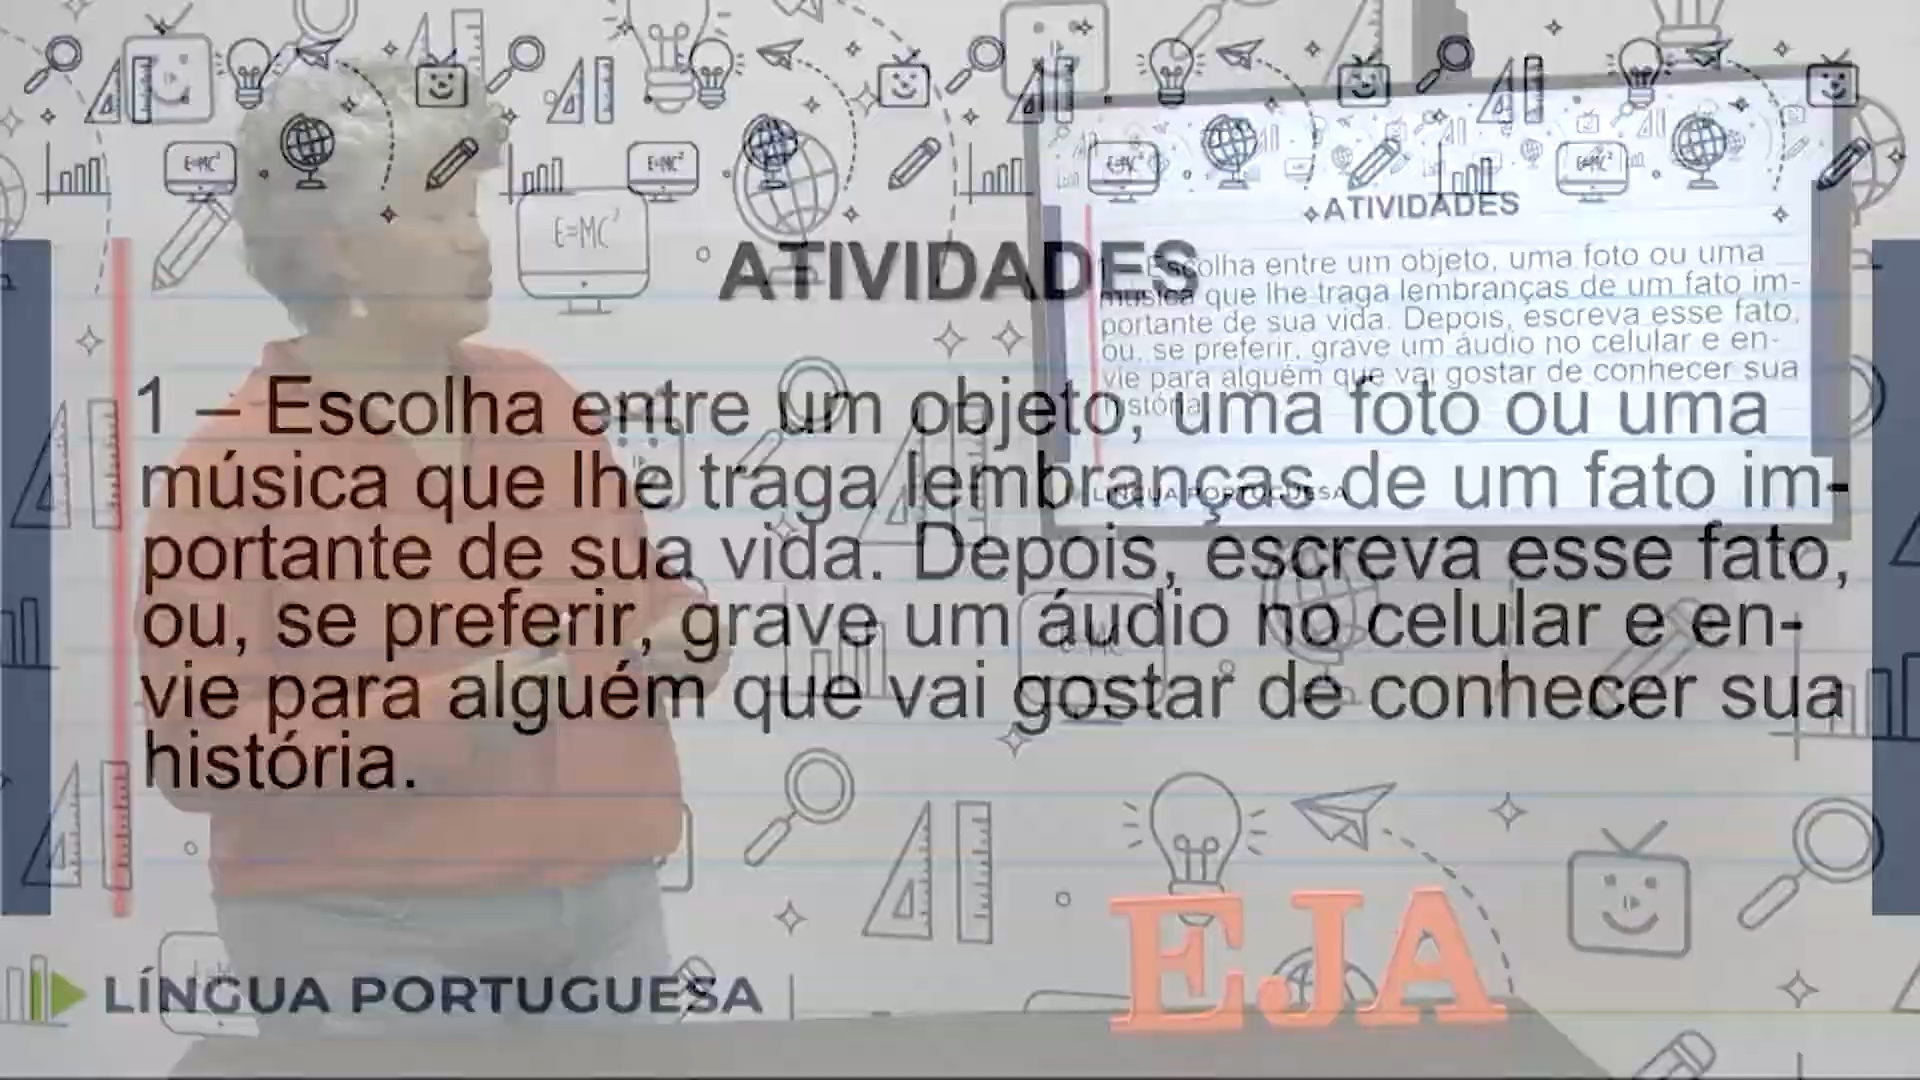 ATIVIDADES
1 – Escolha entre um objeto, uma foto ou uma
música que lhe traga lembranças de um fato im-
portante de sua vida. Depois, escreva esse fato,
ou, se preferir, grave um áudio no celular e en-
vie para alguém que vai gostar de conhecer sua
história.
LÍNGUA PORTUGUESA
ATIVIDADES
Escolha entre um objeto, uma foto ou uma
música que lhe traga lembranças de um fato im-
portante de sua vida. Depois, escreva esse fato,
ou, se preferir, grave um áudio no celular e en-
vie para alguém que vai gostar de conhecer sua
história
LÍNGUA PORTUGUESA
EJA
E=MC²
E=MC²
E=MC²
E=MC²
E=MC²